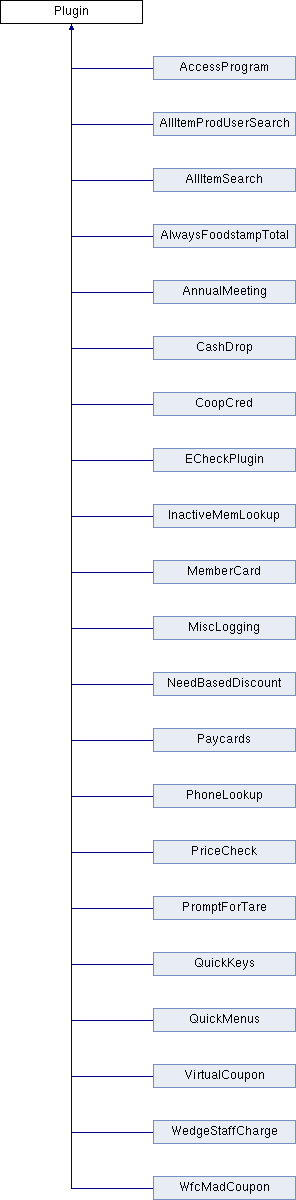 Plugin
AccessProgram
AllItemProdUserSearch
AllItemSearch
AlwaysFoodstampTotal
AnnualMeeting
CashDrop
CoopCred
ECheckPlugin
InactiveMemLookup
MemberCard
MiscLogging
NeedBasedDiscount
Paycards
PhoneLookup
PriceCheck
PromptForTare
QuickKeys
QuickMenus
VirtualCoupon
WedgeStaffCharge
WfcMadCoupon